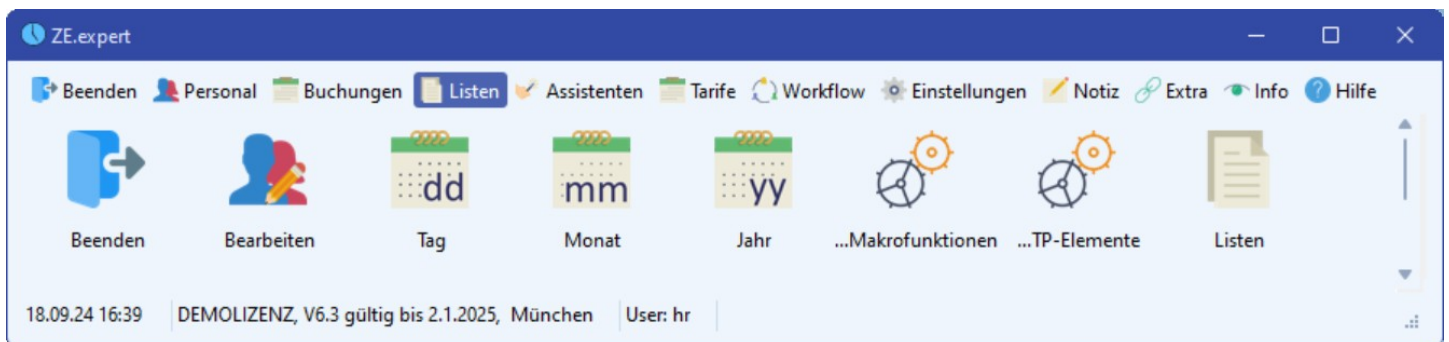 ZE.expert
Beenden Personal Buchungen Listen Assistenten Tarife Workflow Einstellungen Notiz Extra Info ? Hilfe
dd mm yy
Beenden Bearbeiten Tag Monat Jahr ...Makrofunktionen ...TP-Elemente Listen
18.09.24 16:39 DEMOLIZENZ, V6.3 gültig bis 2.1.2025, München User: hr